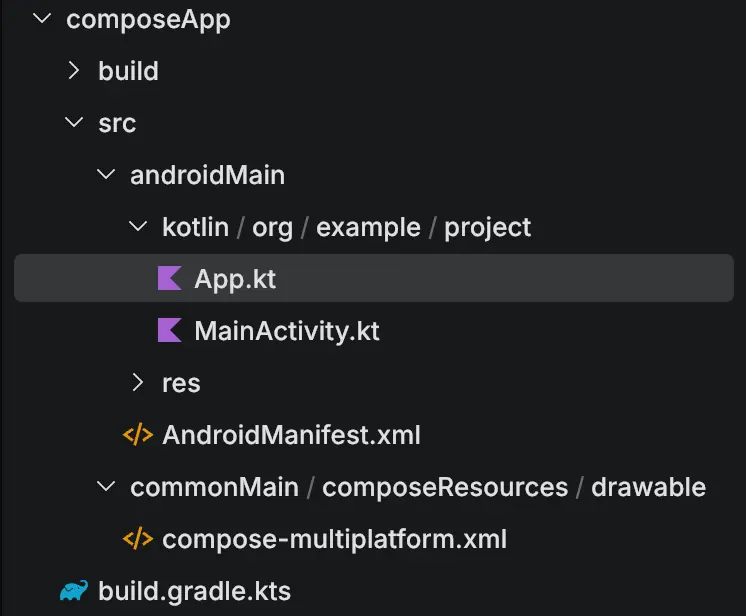 composeApp
build
src
androidMain
kotlin / org / example / project
App.kt
MainActivity.kt
res
</> AndroidManifest.xml
commonMain / composeResources / drawable
</> compose-multiplatform.xml
build.gradle.kts